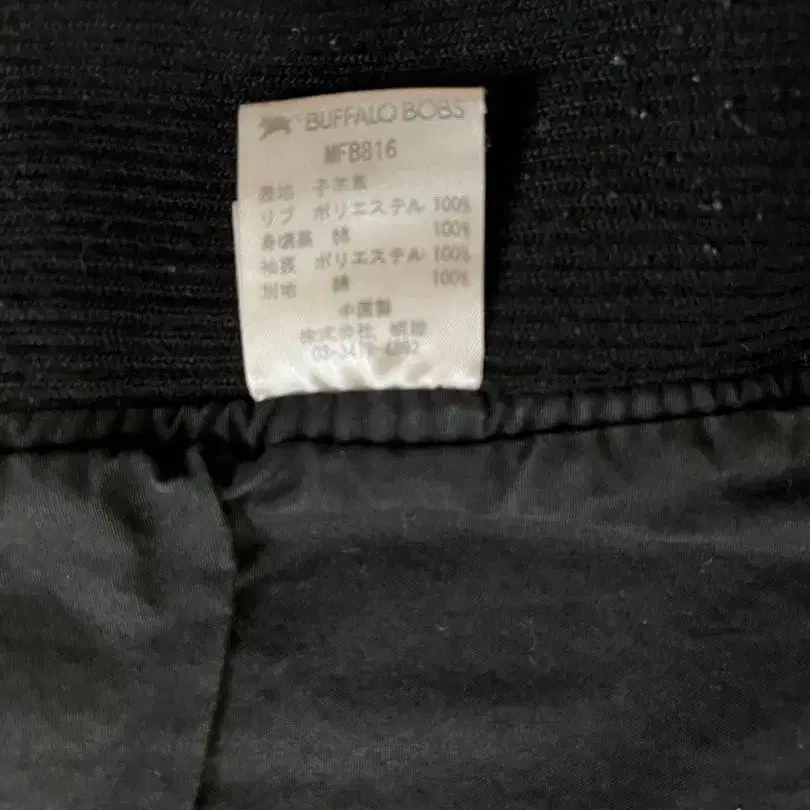 BUFFALO BOBS
MFB816
表地 子羊革
リブ ポリエステル 100%
身頃裏 綿 100%
袖裏 ポリエステル 100%
別地 綿 100%
中国製
株式会社